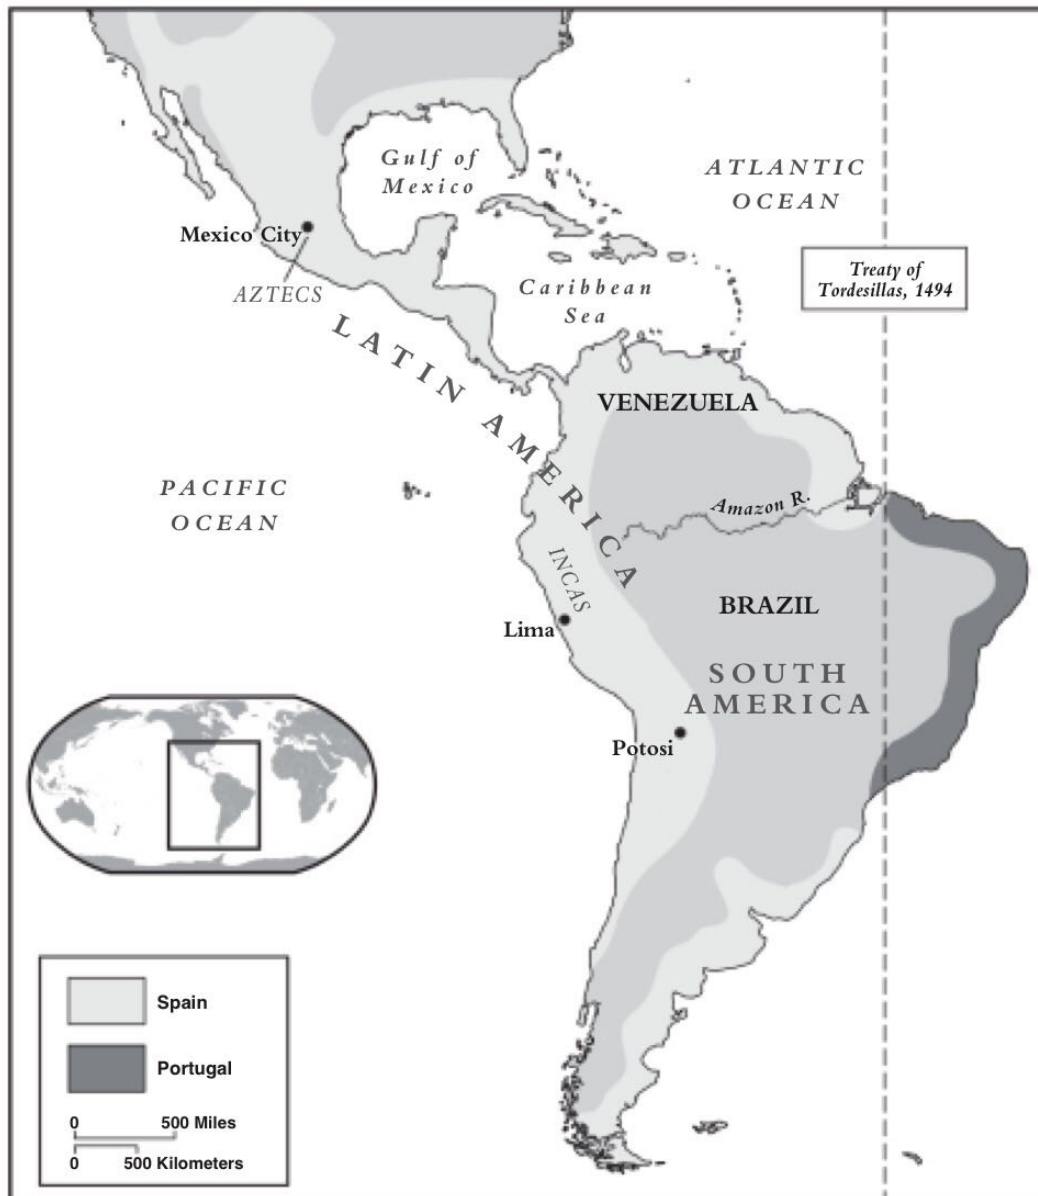 Gulf of
Mexico
ATLANTIC
OCEAN
Mexico City
AZTECS
Caribbean
Sea
Treaty of
Tordesillas, 1494
LATIN AMERICA
VENEZUELA
PACIFIC
OCEAN
Amazon R.
INCAS
BRAZIL
Lima
SOUTH
AMERICA
Potosi
Spain
Portugal
0 500 Miles
0 500 Kilometers